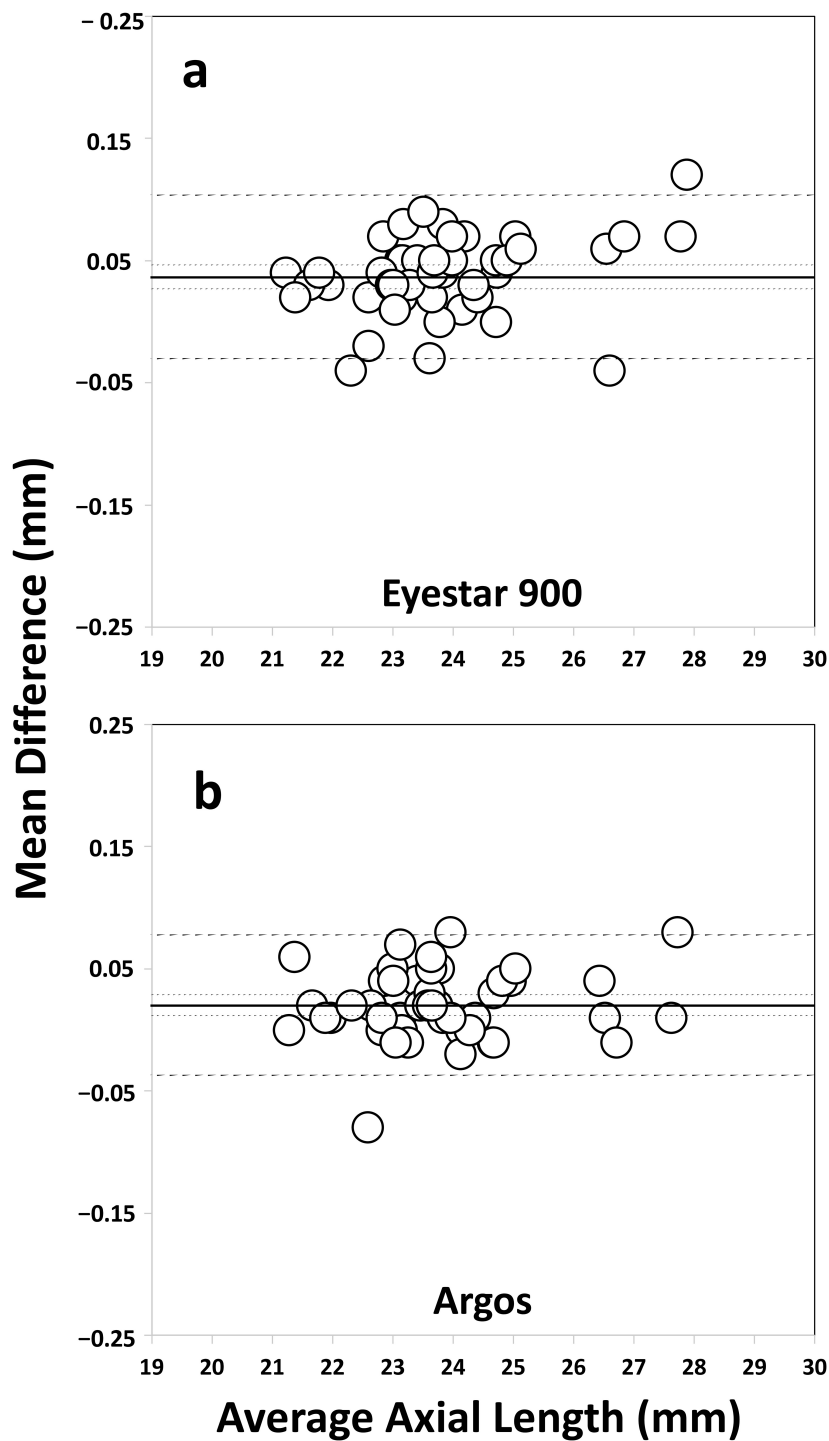 − 0.25
a
0.15
0.05
−0.05
−0.15
Eyestar 900
−0.25
19 20 21 22 23 24 25 26 27 28 29 30
Mean Difference (mm)
0.25
b
0.15
0.05
−0.05
−0.15
Argos
−0.25
19 20 21 22 23 24 25 26 27 28 29 30
Average Axial Length (mm)